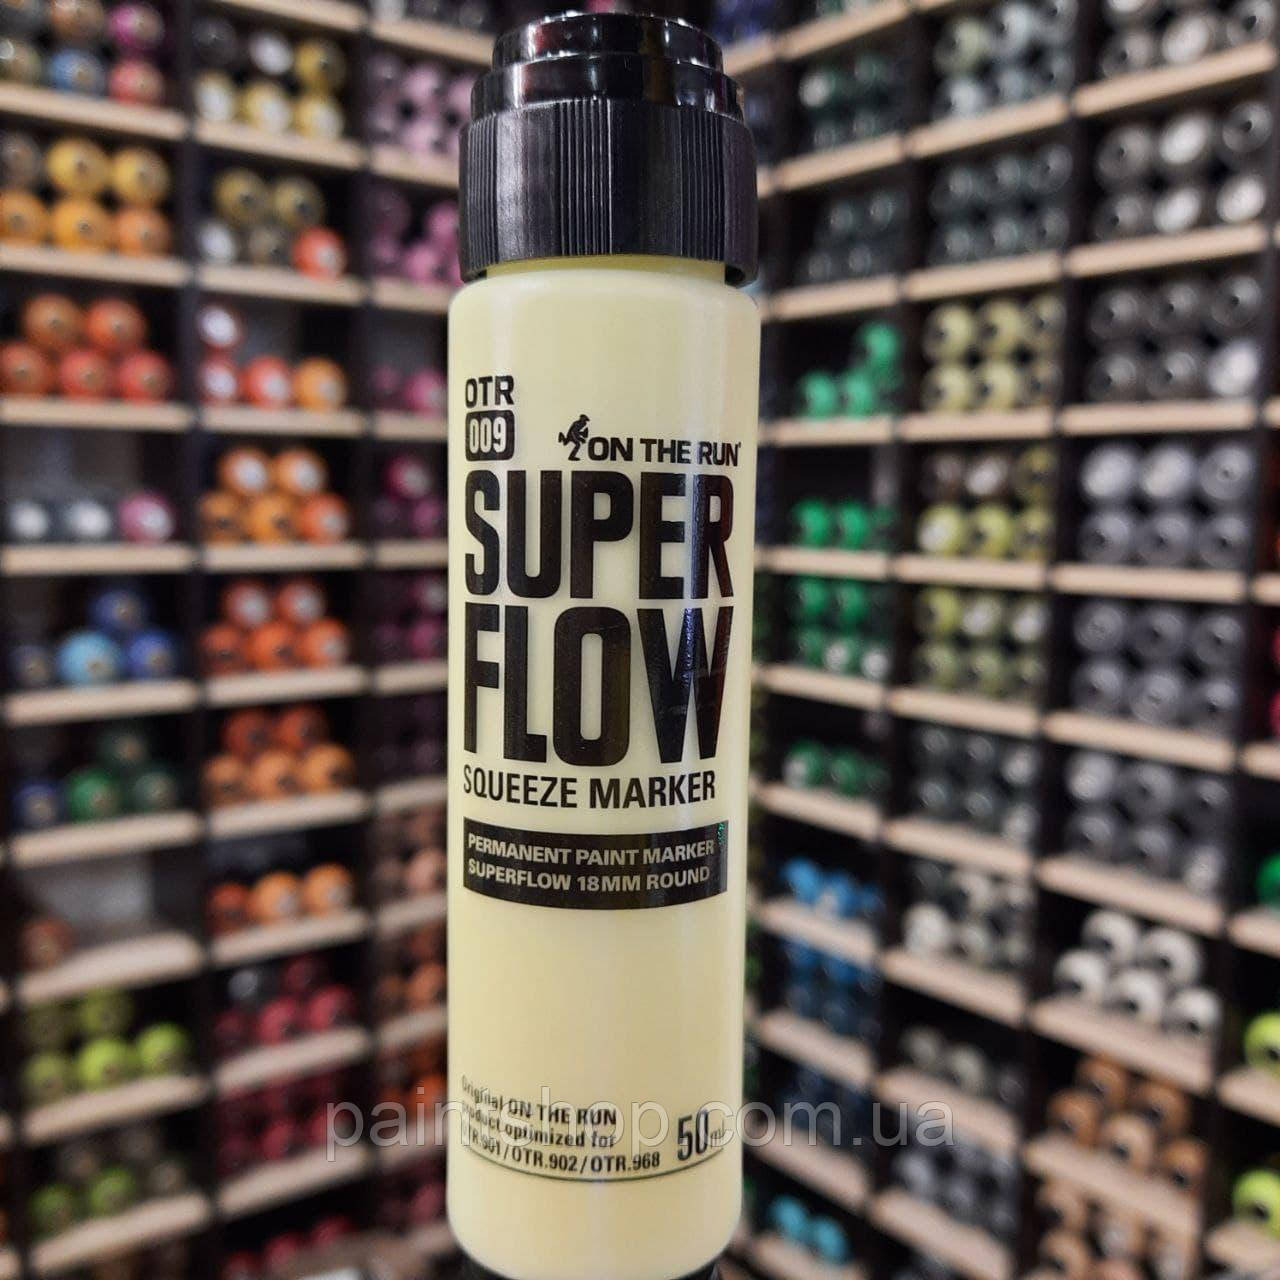 OTR
009
ON THE RUN®
SUPER
FLOW
SQUEEZE MARKER
PERMANENT PAINT MARKER
SUPERFLOW 18MM ROUND
Original ON THE RUN
product optimized for
OTR.901/OTR.902/OTR.968
50ml
paintshop.com.ua